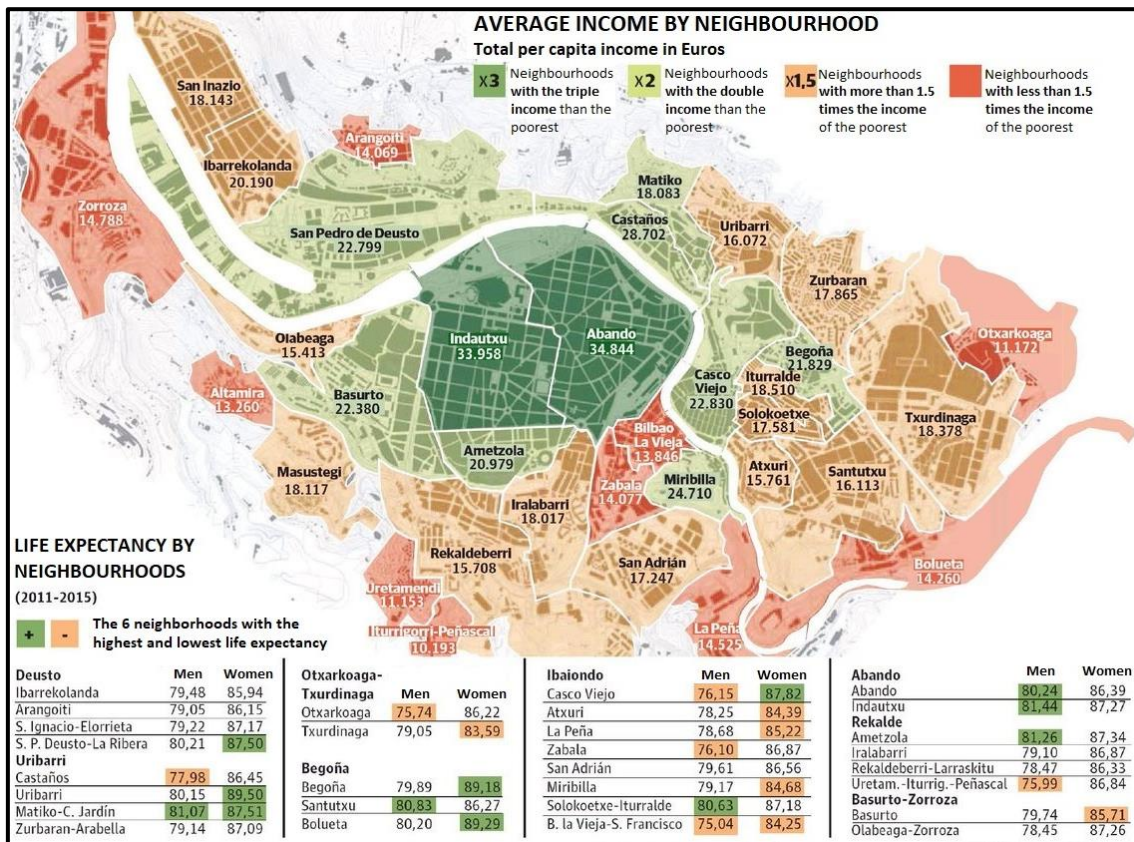 AVERAGE INCOME BY NEIGHBOURHOOD
Total per capita income in Euros
X3 Neighbourhoods
with the triple
income than the
poorest
X2 Neighbourhoods
with the double
income than the
poorest
X1,5 Neighbourhoods
with more than 1.5
times the income
of the poorest
Neighbourhoods
with less than 1.5
times the income
of the poorest
San Inazio
18.143
Arangoiti
14.069
Ibarrekolanda
20.190
Zorroza
14.788
San Pedro de Deusto
22.799
Matiko
18.083
Castaños
28.702
Uribarri
16.072
Zurbaran
17.865
Olabeaga
15.413
Indautxu
33.958
Abando
34.844
Otxarkoaga
11.172
Begoña
21.829
Altamira
13.260
Basurto
22.380
Casco
Viejo
22.830
Iturralde
18.510
Solokoetxe
17.581
Txurdinaga
18.378
Bilbao
La Vieja
13.846
Ametzola
20.979
Masustegi
18.117
Zabala
14.077
Miribilla
24.710
Atxuri
15.761
Santutxu
16.113
Iralabarri
18.017
Rekaldeberri
15.708
San Adrián
17.247
Bolueta
14.260
Uretamendi
11.153
Iturrigorri-Peñascal
10.193
La Peña
14.525
LIFE EXPECTANCY BY
NEIGHBOURHOODS
(2011-2015)
+ - The 6 neighborhoods with the
highest and lowest life expectancy
Deusto Men Women
Ibarrekolanda 79,48 85,94
Arangoiti 79,05 86,15
S. Ignacio-Elorrieta 79,22 87,17
S. P. Deusto-La Ribera 80,21 87,50
Uribarri
Castaños 77,98 86,45
Uribarri 80,15 89,50
Matiko-C. Jardín 81,07 87,51
Zurbaran-Arabella 79,14 87,09
Otxarkoaga-
Txurdinaga Men Women
Otxarkoaga 75,74 86,22
Txurdinaga 79,05 83,59
Begoña
Begoña 79,89 89,18
Santutxu 80,83 86,27
Bolueta 80,20 89,29
Ibaiondo Men Women
Casco Viejo 76,15 87,82
Atxuri 78,25 84,39
La Peña 78,68 85,22
Zabala 76,10 86,87
San Adrián 79,61 86,56
Miribilla 79,17 84,68
Solokoetxe-Iturralde 80,63 87,18
B. la Vieja-S. Francisco 75,04 84,25
Abando Men Women
Abando 80,24 86,39
Indautxu 81,44 87,27
Rekalde
Ametzola 81,26 87,34
Iralabarri 79,10 86,87
Rekaldeberri-Larraskitu 78,47 86,33
Uretam.-Iturrig.-Peñascal 75,99 86,84
Basurto-Zorroza
Basurto 79,74 85,71
Olabeaga-Zorroza 78,45 87,26